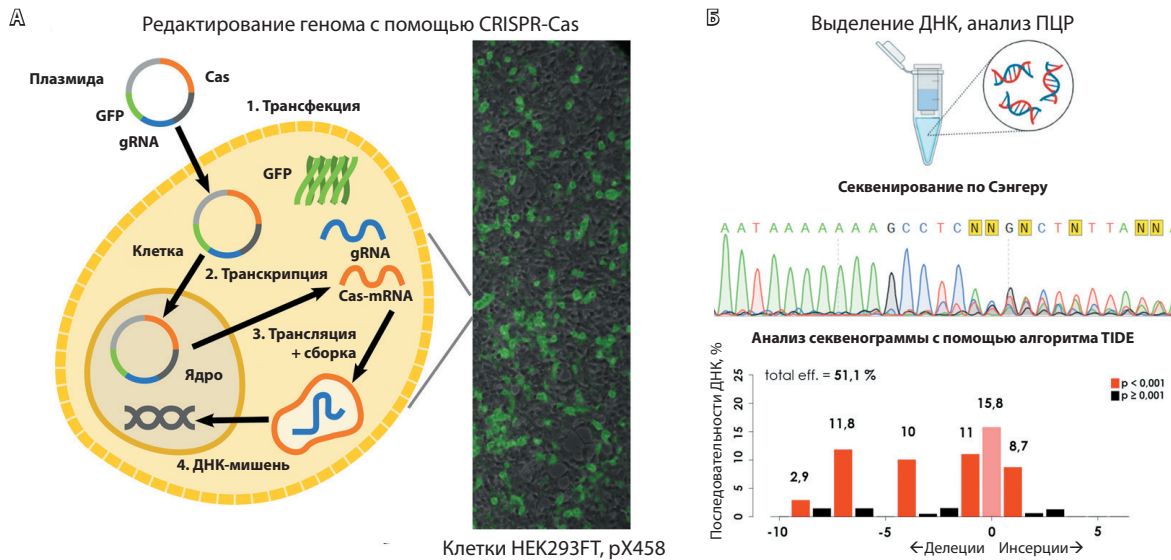 А
Редактирование генома с помощью CRISPR-Cas
Плазмида
Cas
GFP
gRNA
1. Трансфекция
GFP
gRNA
Клетка
2. Транскрипция
Cas-mRNA
3. Трансляция
+ сборка
Ядро
4. ДНК-мишень
Клетки HEK293FT, pX458
Б
Выделение ДНК, анализ ПЦР
Секвенирование по Сэнгеру
A A T A A A A A A A G C C T C N N G N C T N T T A N N A
Анализ секвенограммы с помощью алгоритма TIDE
Последовательности ДНК, %
25
20
15
10
5
0
total eff. = 51,1 %
p < 0,001
p ≥ 0,001
2,9
11,8
10
11
15,8
8,7
-10
-5
0
5
←Делеции Инсерции→